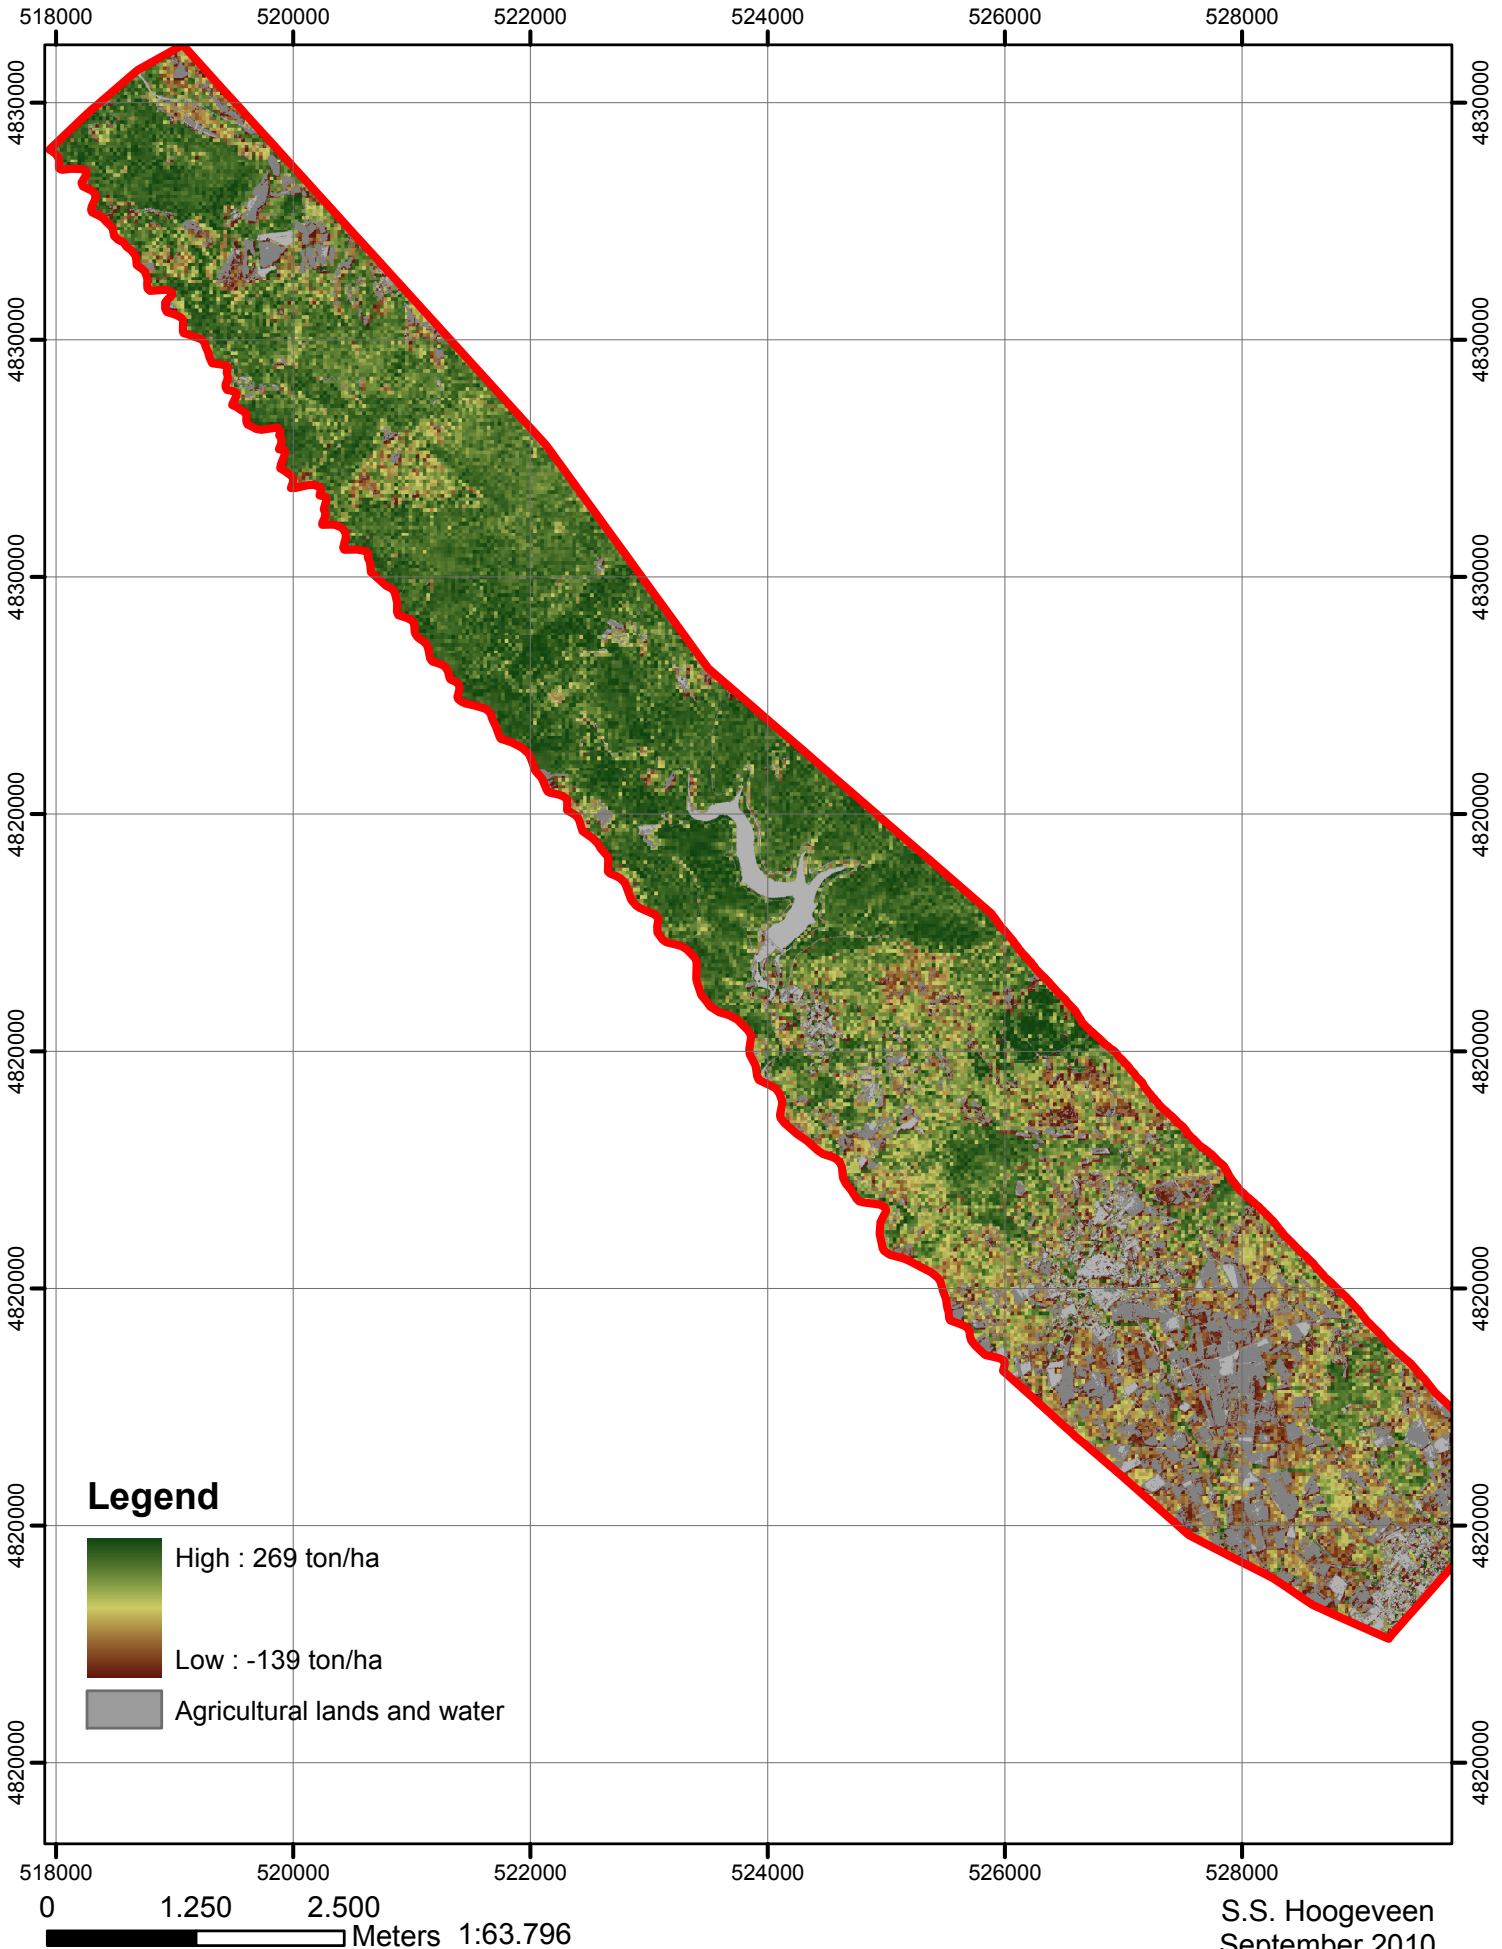 518000 520000 522000 524000 526000 528000
4830000 4830000
4830000 4830000
4830000 4830000
4820000 4820000
4820000 4820000
4820000 4820000
4820000 4820000
4820000 4820000
Legend
High : 269 ton/ha
Low : -139 ton/ha
Agricultural lands and water
518000 520000 522000 524000 526000 528000
0 1.250 2.500
Meters 1:63.796
S.S. Hoogeveen
September 2010